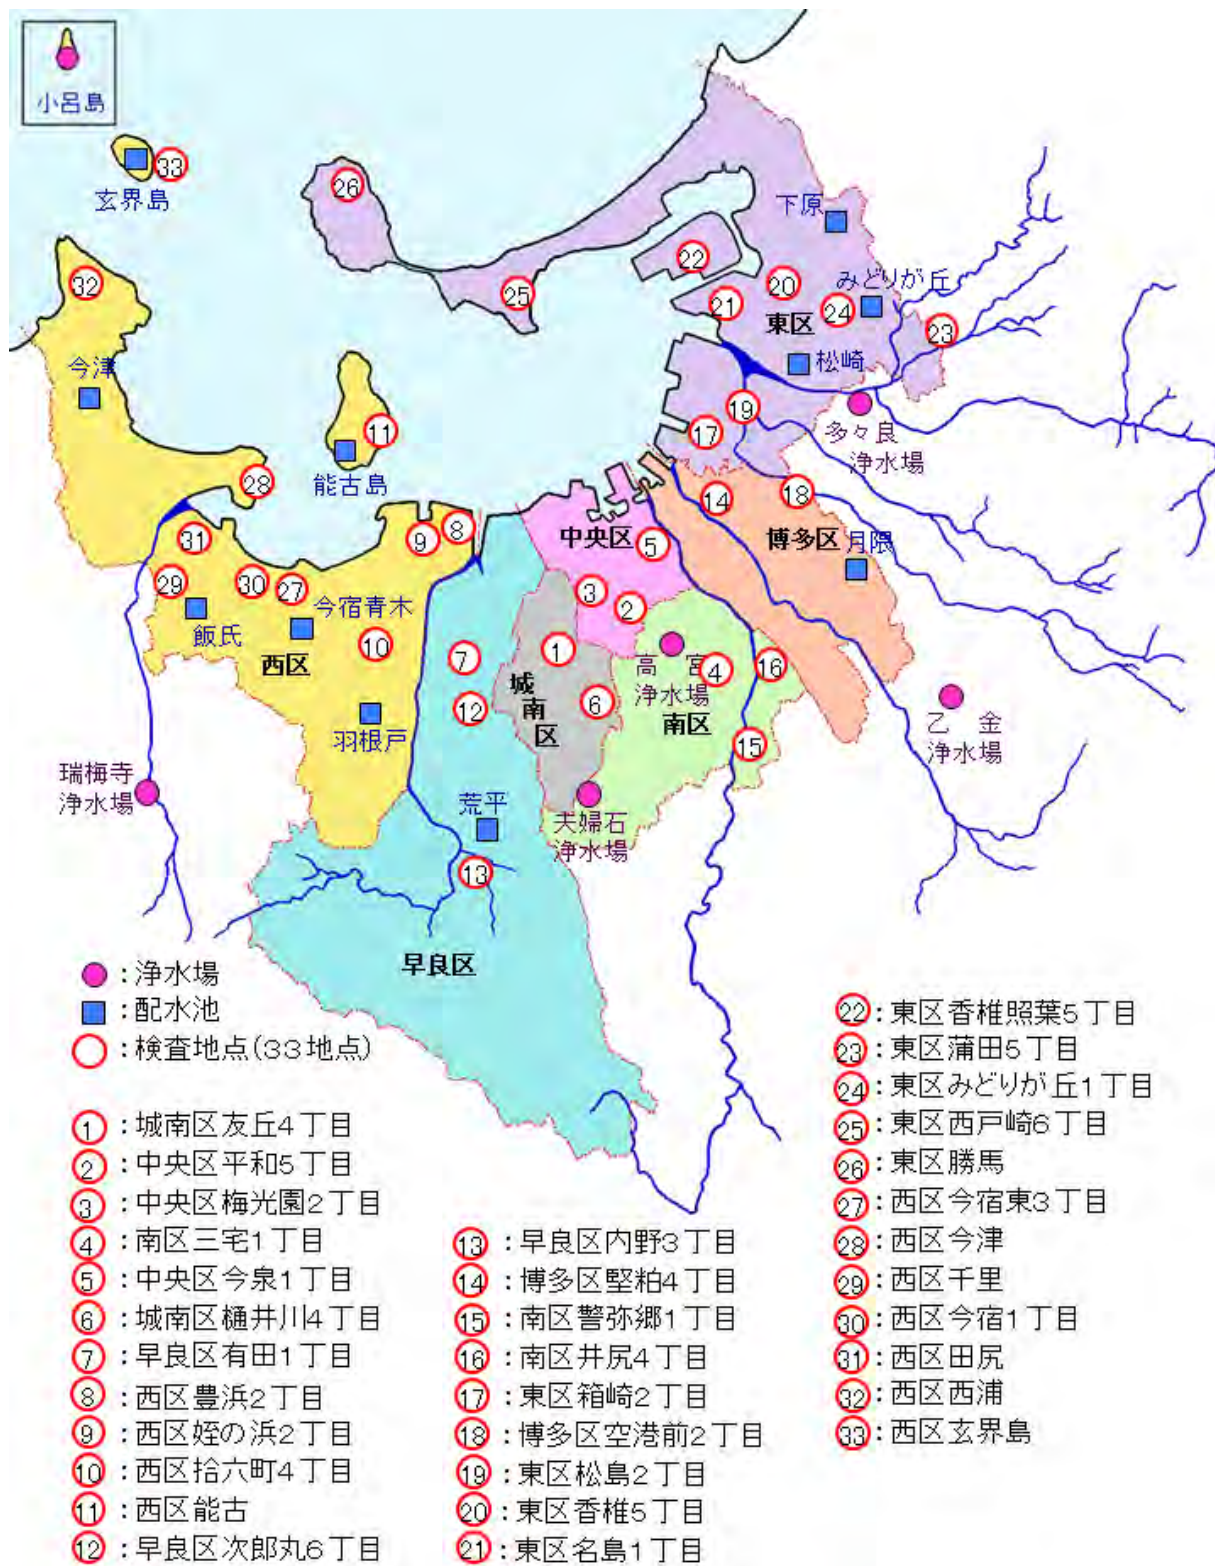 小呂島
33
玄界島
26
下原
22
32
25
20
みどりが丘
21
24
東区
23
今津
松崎
19
11
17
多々良
浄水場
能古島
28
14
18
9
8
中央区
5
博多区
月隈
31
29
30
27
3
2
飯氏
今宿青木
10
西区
7
1
高宮
浄水場
4
16
城南区
12
6
南区
乙金
浄水場
羽根戸
15
瑞梅寺
浄水場
荒平
夫婦石
浄水場
13
早良区
:浄水場
:配水池
:検査地点(33地点)
1:城南区友丘4丁目
2:中央区平和5丁目
3:中央区梅光園2丁目
4:南区三宅1丁目
5:中央区今泉1丁目
6:城南区樋井川4丁目
7:早良区有田1丁目
8:西区豊浜2丁目
9:西区姪の浜2丁目
10:西区拾六町4丁目
11:西区能古
12:早良区次郎丸6丁目
13:早良区内野3丁目
14:博多区堅粕4丁目
15:南区警弥郷1丁目
16:南区井尻4丁目
17:東区箱崎2丁目
18:博多区空港前2丁目
19:東区松島2丁目
20:東区香椎5丁目
21:東区名島1丁目
22:東区香椎照葉5丁目
23:東区蒲田5丁目
24:東区みどりが丘1丁目
25:東区西戸崎6丁目
26:東区勝馬
27:西区今宿東3丁目
28:西区今津
29:西区千里
30:西区今宿1丁目
31:西区田尻
32:西区西浦
33:西区玄界島